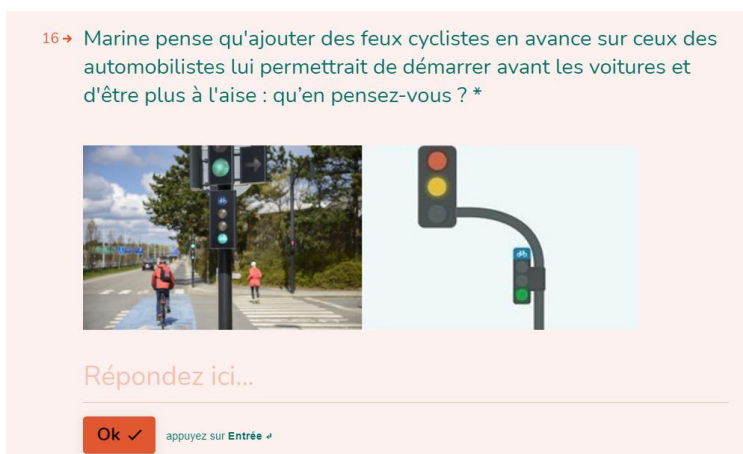 16→ Marine pense qu'ajouter des feux cyclistes en avance sur ceux des
automobilistes lui permettrait de démarrer avant les voitures et
d'être plus à l'aise : qu’en pensez-vous ? *
Répondez ici...
Ok ✓ appuyez sur Entrée ↵